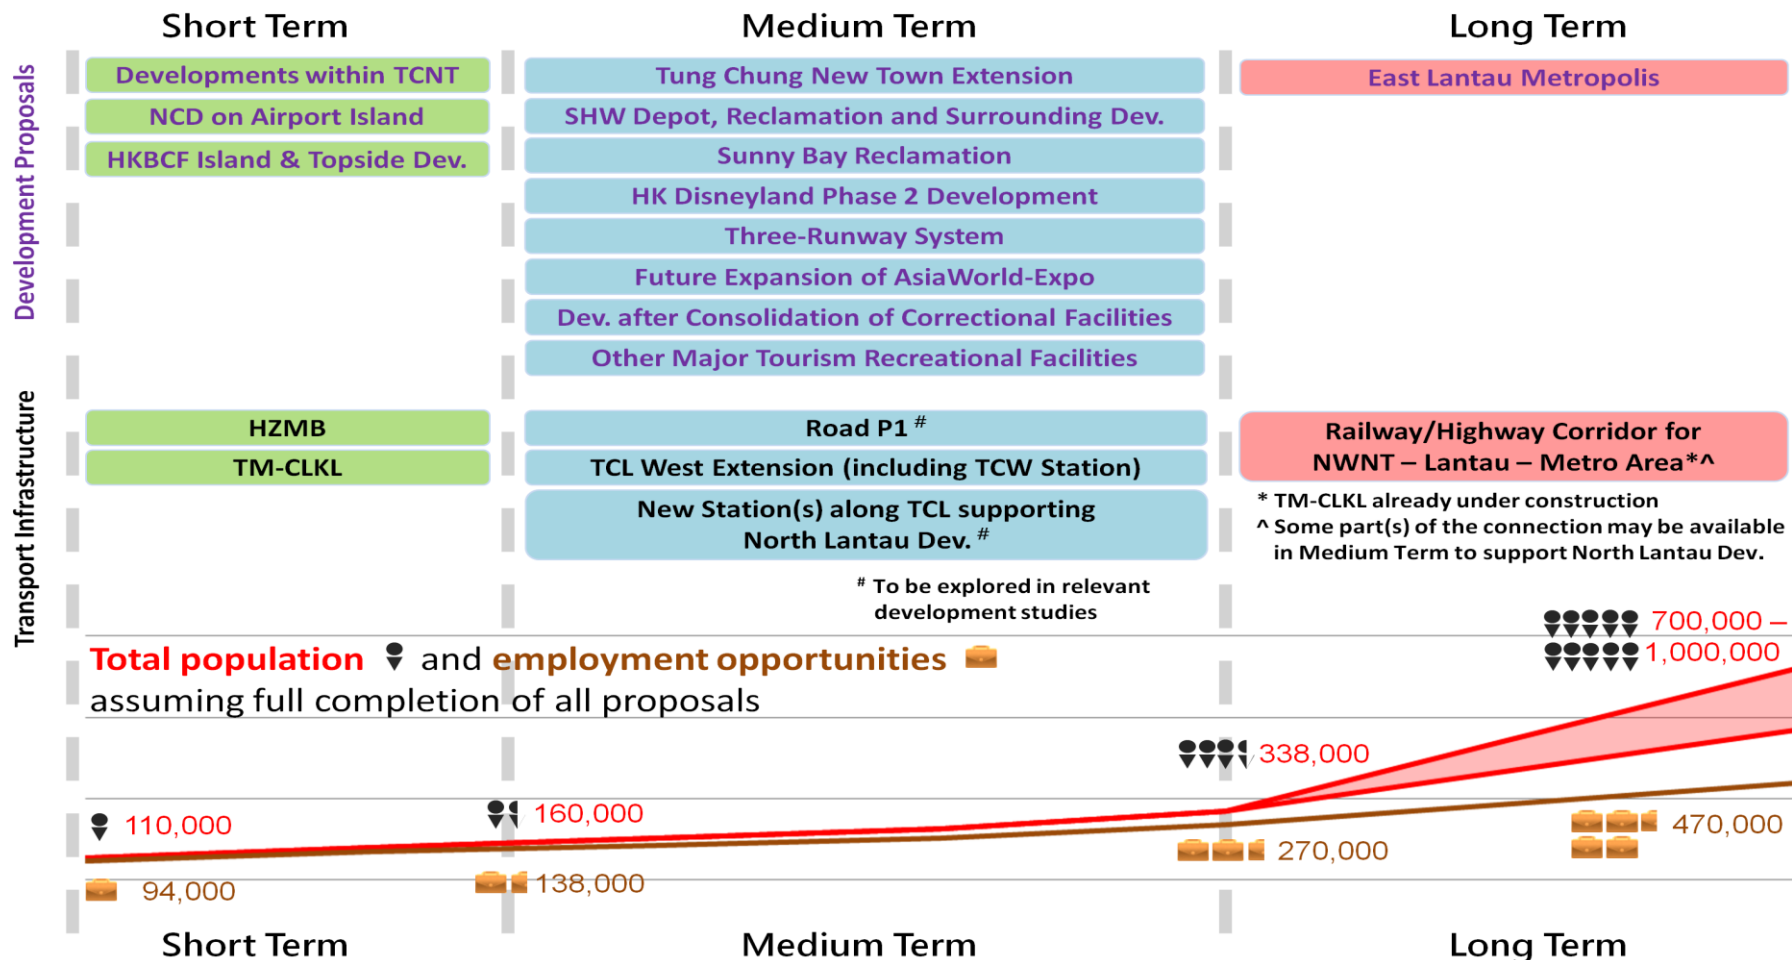 Short Term
Medium Term
Long Term
Development Proposals
Developments within TCNT
NCD on Airport Island
HKBCF Island & Topside Dev.
Tung Chung New Town Extension
SHW Depot, Reclamation and Surrounding Dev.
Sunny Bay Reclamation
HK Disneyland Phase 2 Development
Three-Runway System
Future Expansion of AsiaWorld-Expo
Dev. after Consolidation of Correctional Facilities
Other Major Tourism Recreational Facilities
East Lantau Metropolis
Transport Infrastructure
HZMB
TM-CLKL
Road P1 #
TCL West Extension (including TCW Station)
New Station(s) along TCL supporting
North Lantau Dev. #
# To be explored in relevant
development studies
Railway/Highway Corridor for
NWNT – Lantau – Metro Area*^
* TM-CLKL already under construction
^ Some part(s) of the connection may be available
in Medium Term to support North Lantau Dev.
Total population and employment opportunities
assuming full completion of all proposals
110,000
160,000
338,000
700,000 –
1,000,000
94,000
138,000
270,000
470,000
Short Term
Medium Term
Long Term